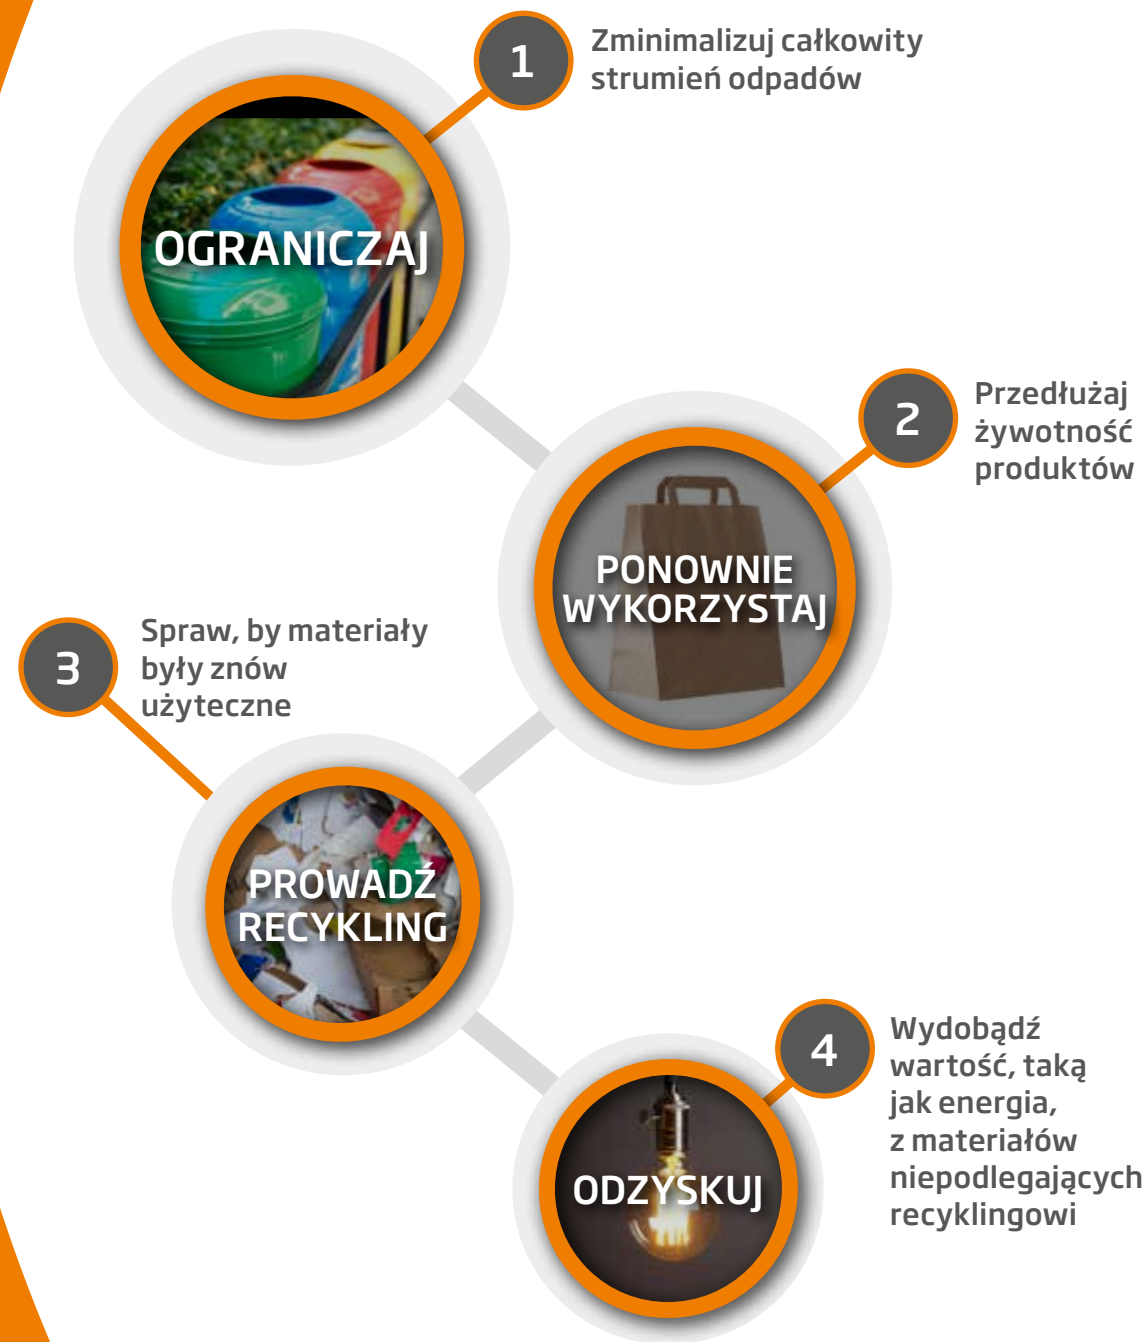 1
Zminimalizuj całkowity
strumień odpadów
OGRANICZAJ
2
Przedłużaj
żywotność
produktów
PONOWNIE
WYKORZYSTAJ
3
Spraw, by materiały
były znów
użyteczne
PROWADŹ
RECYKLING
4
Wydobądź
wartość, taką
jak energia,
z materiałów
niepodlegających
recyklingowi
ODZYSKUJ